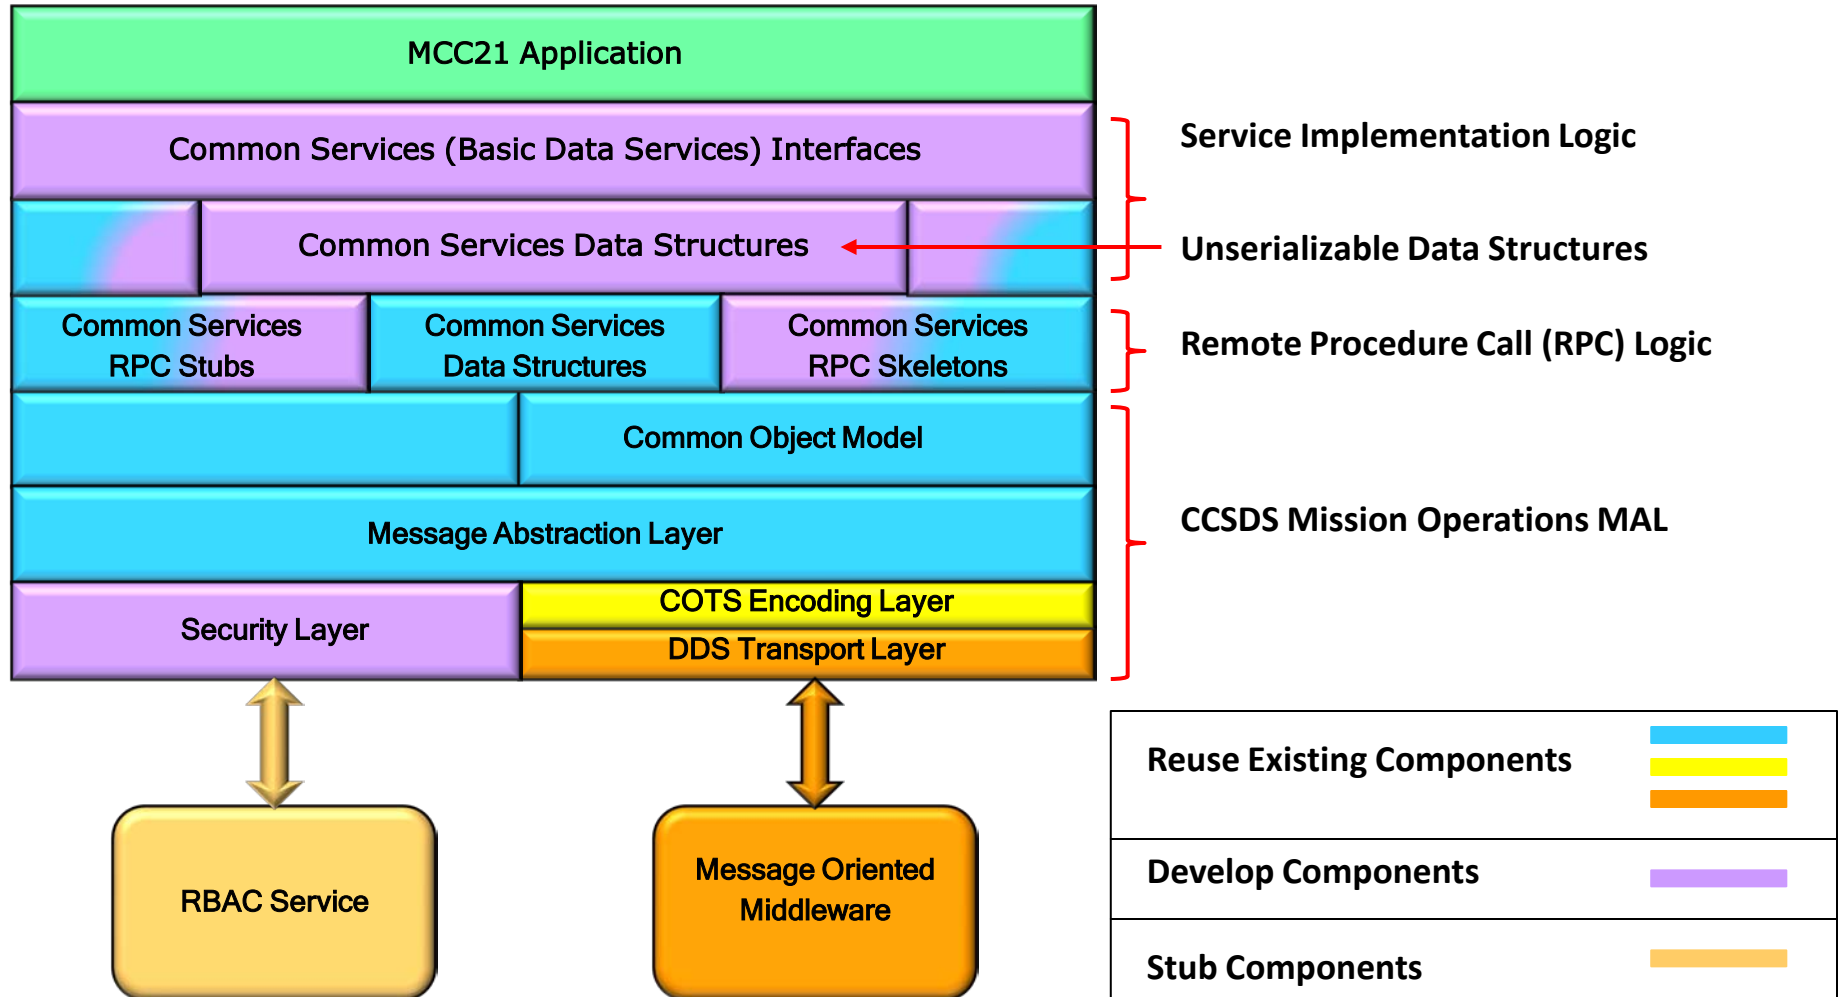 MCC21 Application
Common Services (Basic Data Services) Interfaces
Service Implementation Logic
Common Services Data Structures
Unserializable Data Structures
Common Services
RPC Stubs
Common Services
Data Structures
Common Services
RPC Skeletons
Remote Procedure Call (RPC) Logic
Common Object Model
Message Abstraction Layer
CCSDS Mission Operations MAL
Security Layer
COTS Encoding Layer
DDS Transport Layer
RBAC Service
Message Oriented
Middleware
Reuse Existing Components
Develop Components
Stub Components